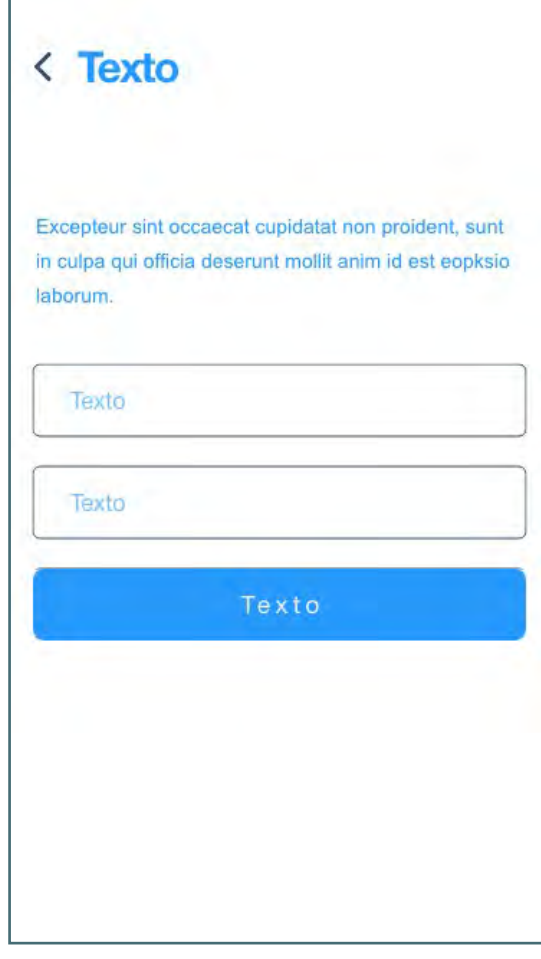 Texto
Excepteur sint occaecat cupidatat non proident, sunt
in culpa qui officia deserunt mollit anim id est eopksio
laborum.
Texto
Texto
Texto